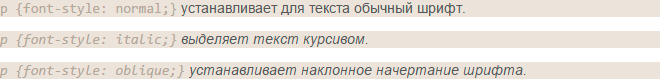 p {font-style: normal;} устанавливает для текста обычный шрифт.
p {font-style: italic;} выделяет текст курсивом.
p {font-style: oblique;} устанавливает наклонное начертание шрифта.